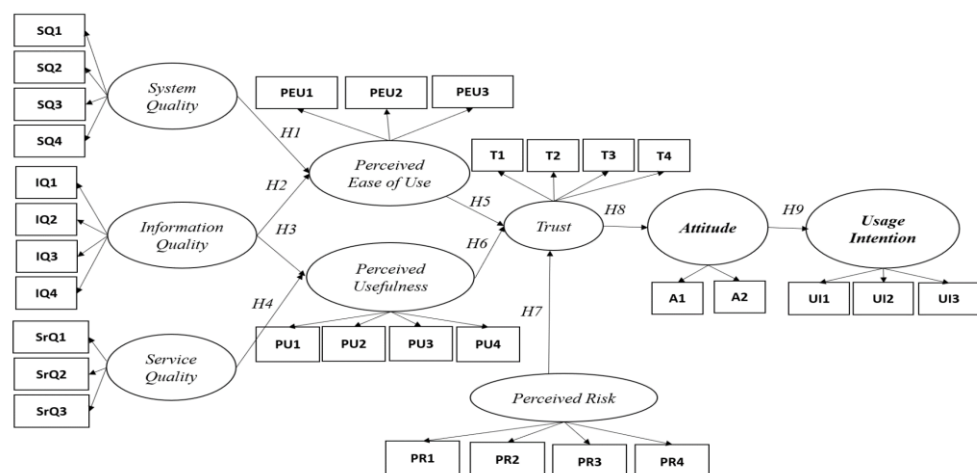 SQ1
SQ2
SQ3
SQ4
System
Quality
PEU1
PEU2
PEU3
H1
Perceived
Ease of Use
T1
T2
T3
T4
IQ1
IQ2
IQ3
IQ4
Information
Quality
H2
H3
H5
H6
Trust
H8
Attitude
H9
Usage
Intention
Perceived
Usefulness
H4
A1
A2
UI1
UI2
UI3
H7
SrQ1
SrQ2
SrQ3
Service
Quality
PU1
PU2
PU3
PU4
Perceived Risk
PR1
PR2
PR3
PR4